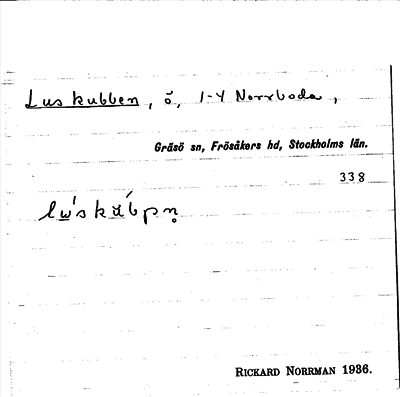 Luskubben, ö, 1-4 Norrboda,
Gräsö sn, Frösåkers hd, Stockholms län.
338
RICKARD NORRMAN 1936.